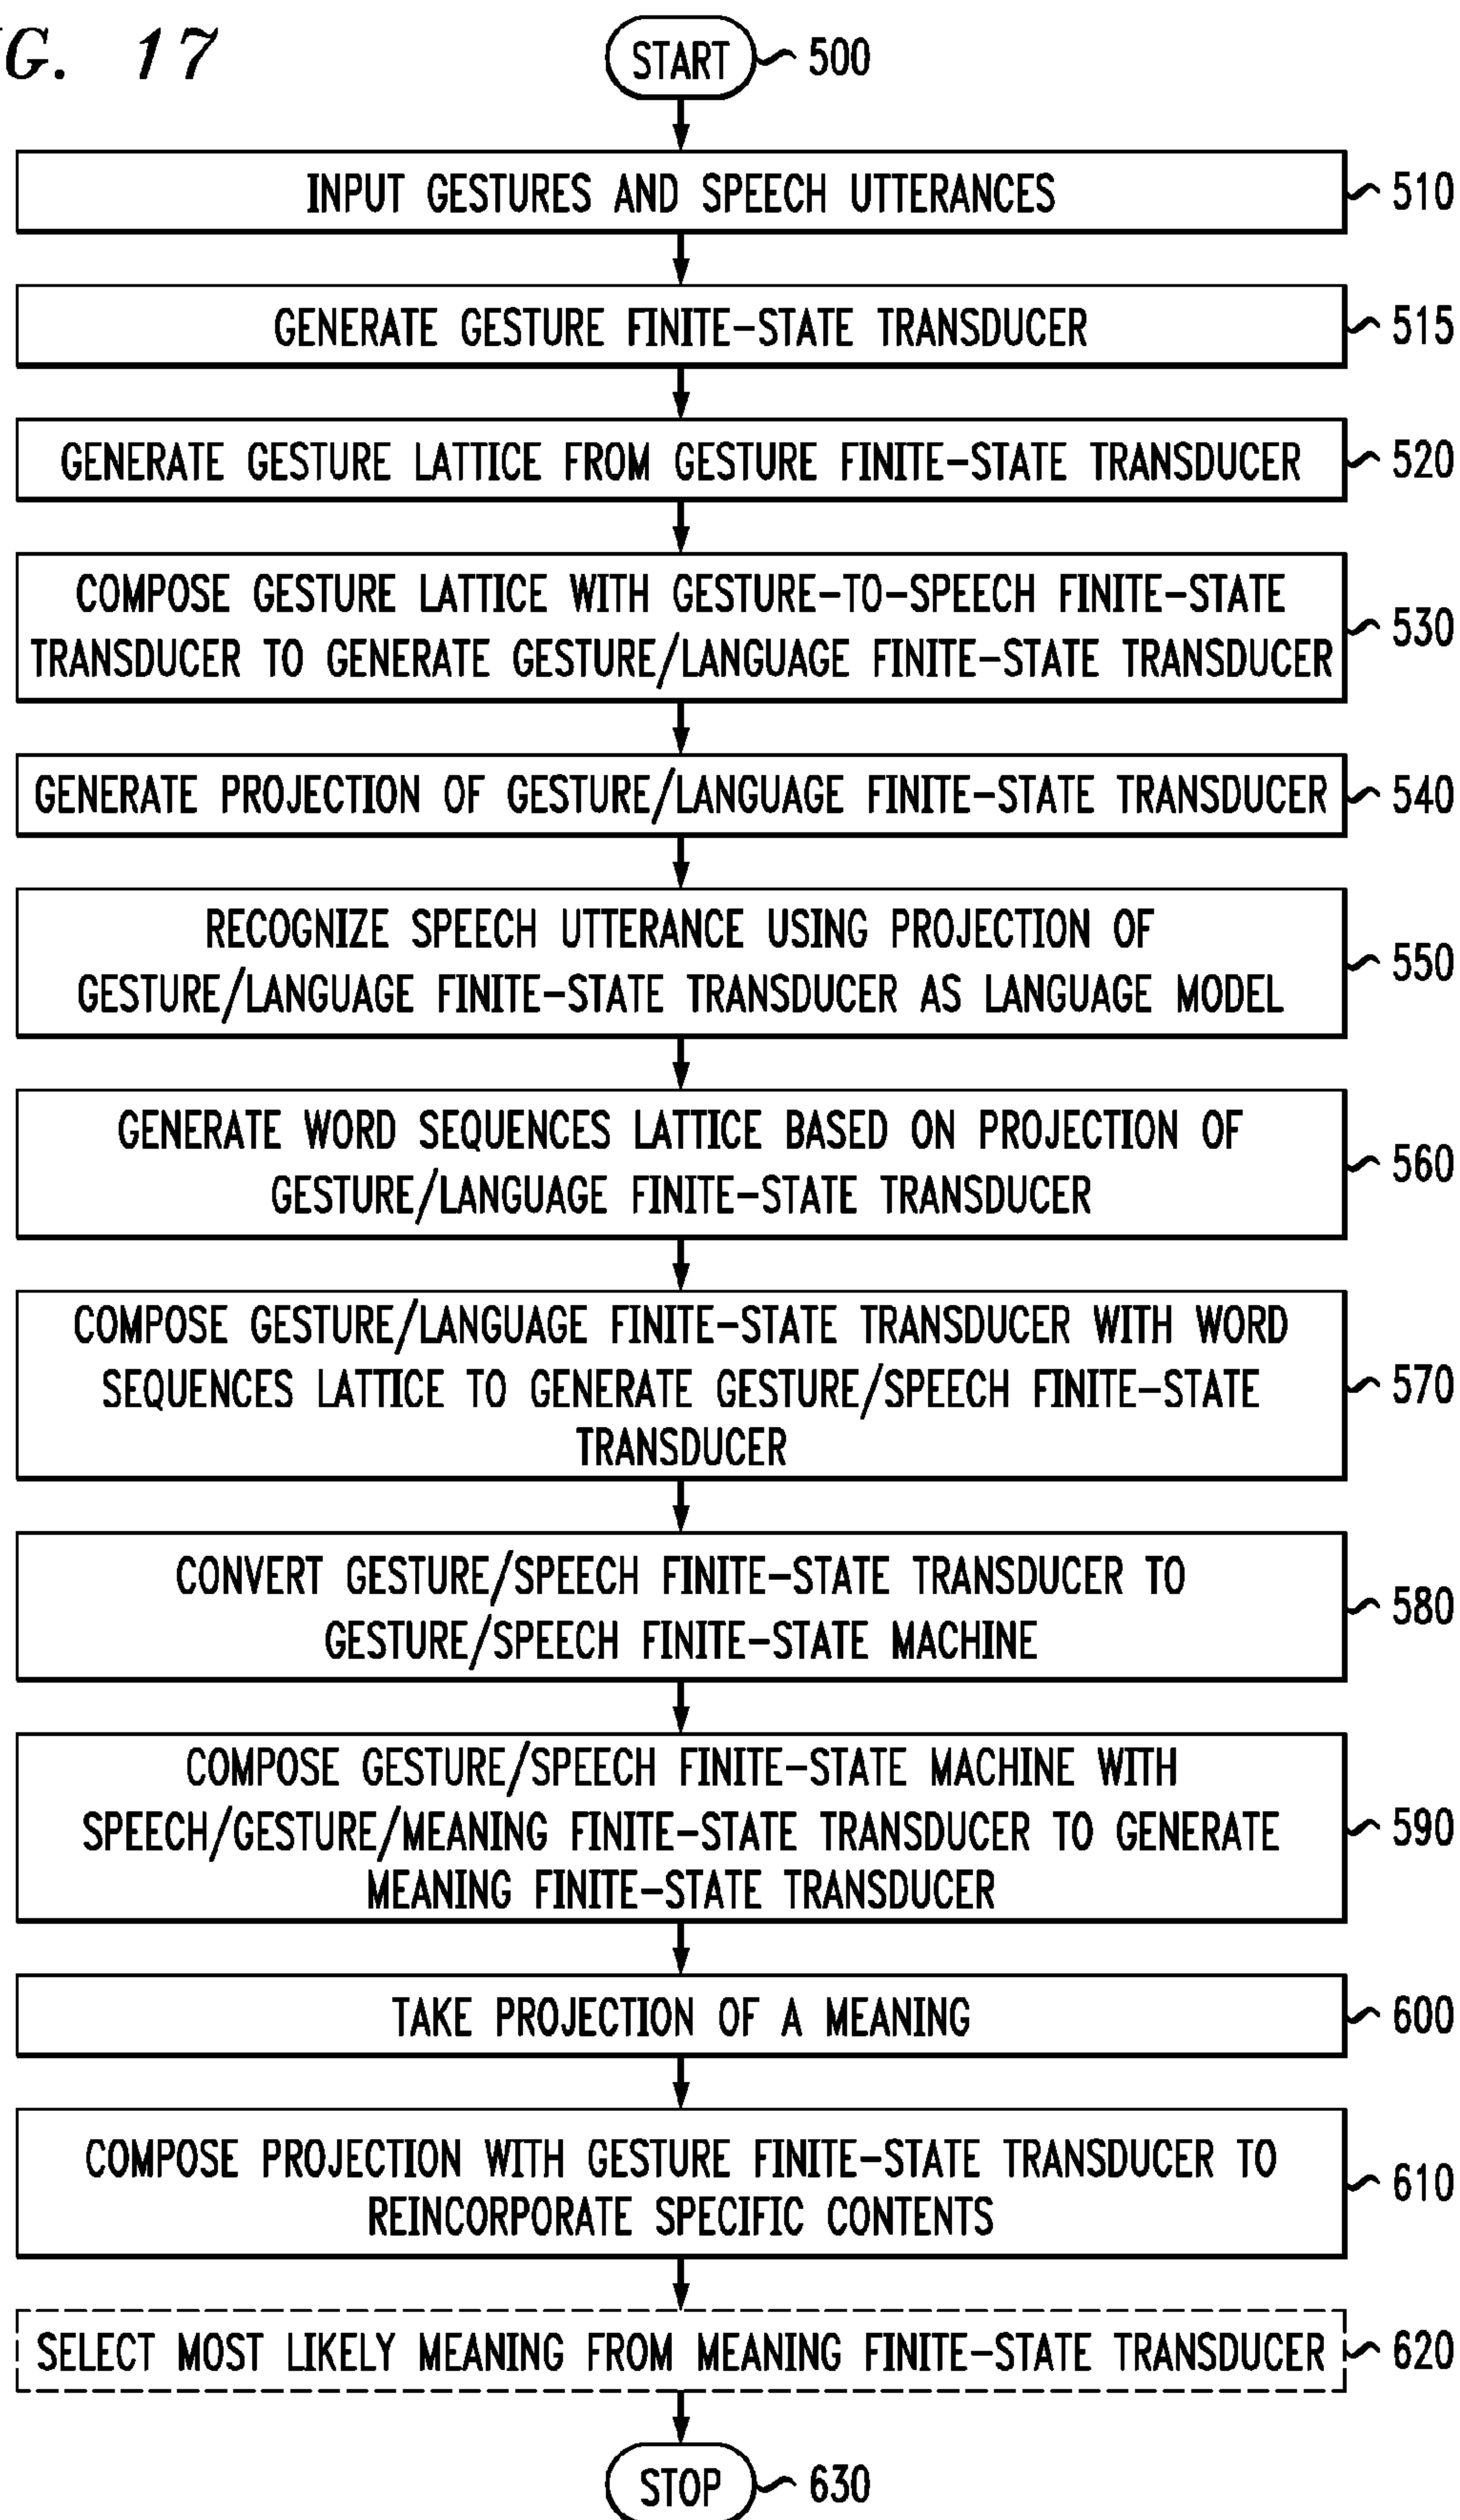 G. 17
START 500
INPUT GESTURES AND SPEECH UTTERANCES 510
GENERATE GESTURE FINITE-STATE TRANSDUCER 515
GENERATE GESTURE LATTICE FROM GESTURE FINITE-STATE TRANSDUCER 520
COMPOSE GESTURE LATTICE WITH GESTURE-TO-SPEECH FINITE-STATE
TRANSDUCER TO GENERATE GESTURE/LANGUAGE FINITE-STATE TRANSDUCER
530
GENERATE PROJECTION OF GESTURE/LANGUAGE FINITE-STATE TRANSDUCER 540
RECOGNIZE SPEECH UTTERANCE USING PROJECTION OF
GESTURE/LANGUAGE FINITE-STATE TRANSDUCER AS LANGUAGE MODEL
550
GENERATE WORD SEQUENCES LATTICE BASED ON PROJECTION OF
GESTURE/LANGUAGE FINITE-STATE TRANSDUCER
560
COMPOSE GESTURE/LANGUAGE FINITE-STATE TRANSDUCER WITH WORD
SEQUENCES LATTICE TO GENERATE GESTURE/SPEECH FINITE-STATE 570
TRANSDUCER
CONVERT GESTURE/SPEECH FINITE-STATE TRANSDUCER TO
GESTURE/SPEECH FINITE-STATE MACHINE
580
COMPOSE GESTURE/SPEECH FINITE-STATE MACHINE WITH
SPEECH/GESTURE/MEANING FINITE-STATE TRANSDUCER TO GENERATE 590
MEANING FINITE-STATE TRANSDUCER
TAKE PROJECTION OF A MEANING 600
COMPOSE PROJECTION WITH GESTURE FINITE-STATE TRANSDUCER TO
REINCORPORATE SPECIFIC CONTENTS
610
SELECT MOST LIKELY MEANING FROM MEANING FINITE-STATE TRANSDUCER 620
STOP 630